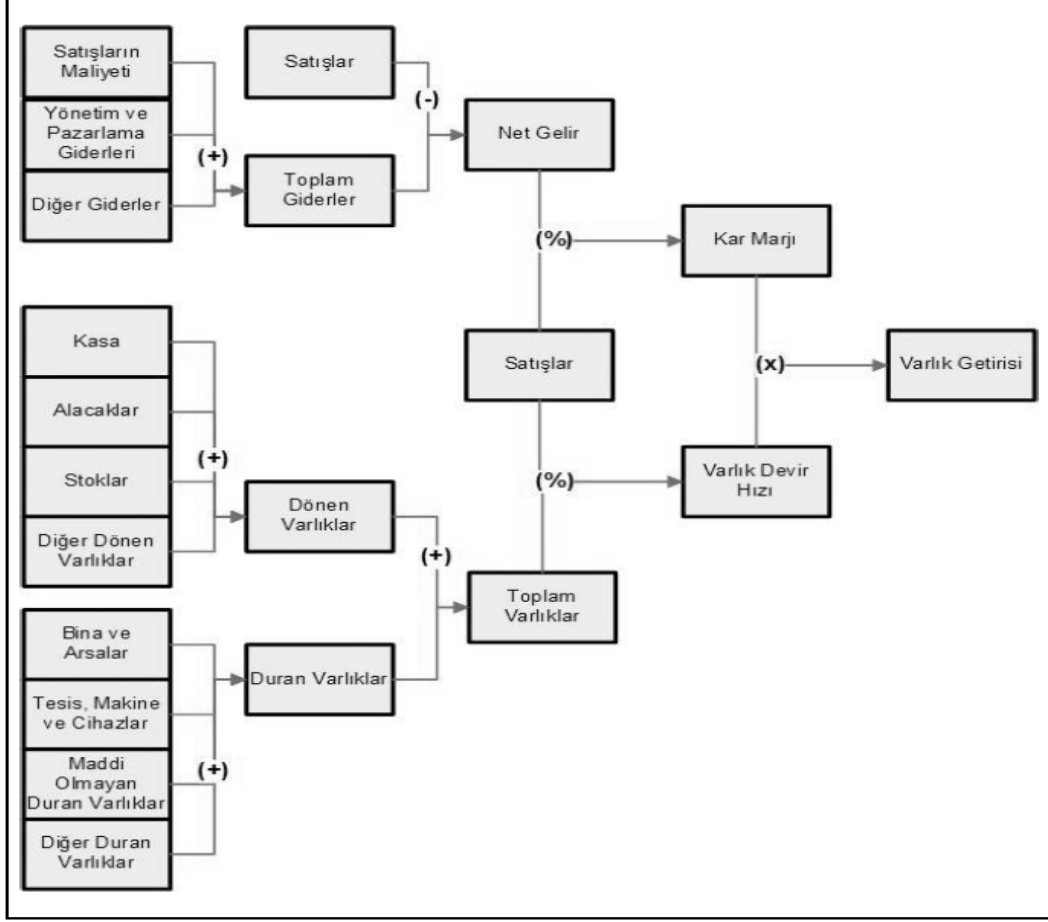 Satışların
Maliyeti
Yönetim ve
Pazarlama
Giderleri
Diğer Giderler
(+)
Satışlar
(-)
Toplam
Giderler
Net Gelir
(%)
Kar Marjı
Satışlar
(x)
Varlık Getirisi
(%)
Varlık Devir
Hızı
Kasa
Alacaklar
Stoklar
Diğer Dönen
Varlıklar
(+)
Dönen
Varlıklar
(+)
Toplam
Varlıklar
Bina ve
Arsalar
Tesis, Makine
ve Cihazlar
Maddi
Olmayan
Duran Varlıklar
Diğer Duran
Varlıklar
(+)
Duran Varlıklar